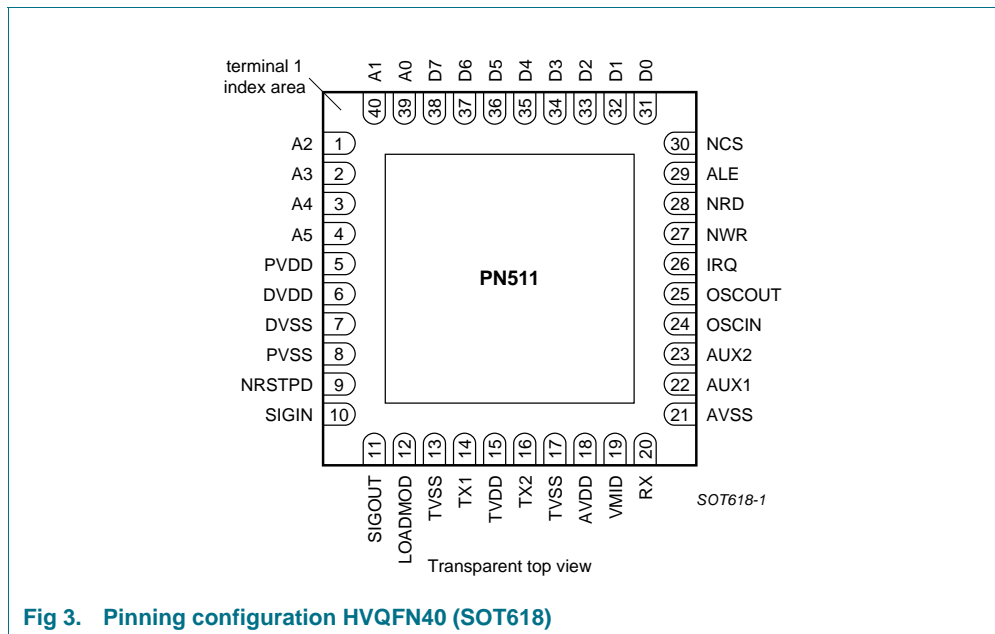 terminal 1
index area
A1 A0 D7 D6 D5 D4 D3 D2 D1 D0
40 39 38 37 36 35 34 33 32 31
A2 1 30 NCS
A3 2 29 ALE
A4 3 28 NRD
A5 4 27 NWR
PVDD 5 26 IRQ
DVDD 6 PN511 25 OSCOUT
DVSS 7 24 OSCIN
PVSS 8 23 AUX2
NRSTPD 9 22 AUX1
SIGIN 10 21 AVSS
11 12 13 14 15 16 17 18 19 20
SIGOUT LOADMOD TVSS TX1 TVDD TX2 TVSS AVDD VMID RX
SOT618-1
Transparent top view
Fig 3. Pinning configuration HVQFN40 (SOT618)